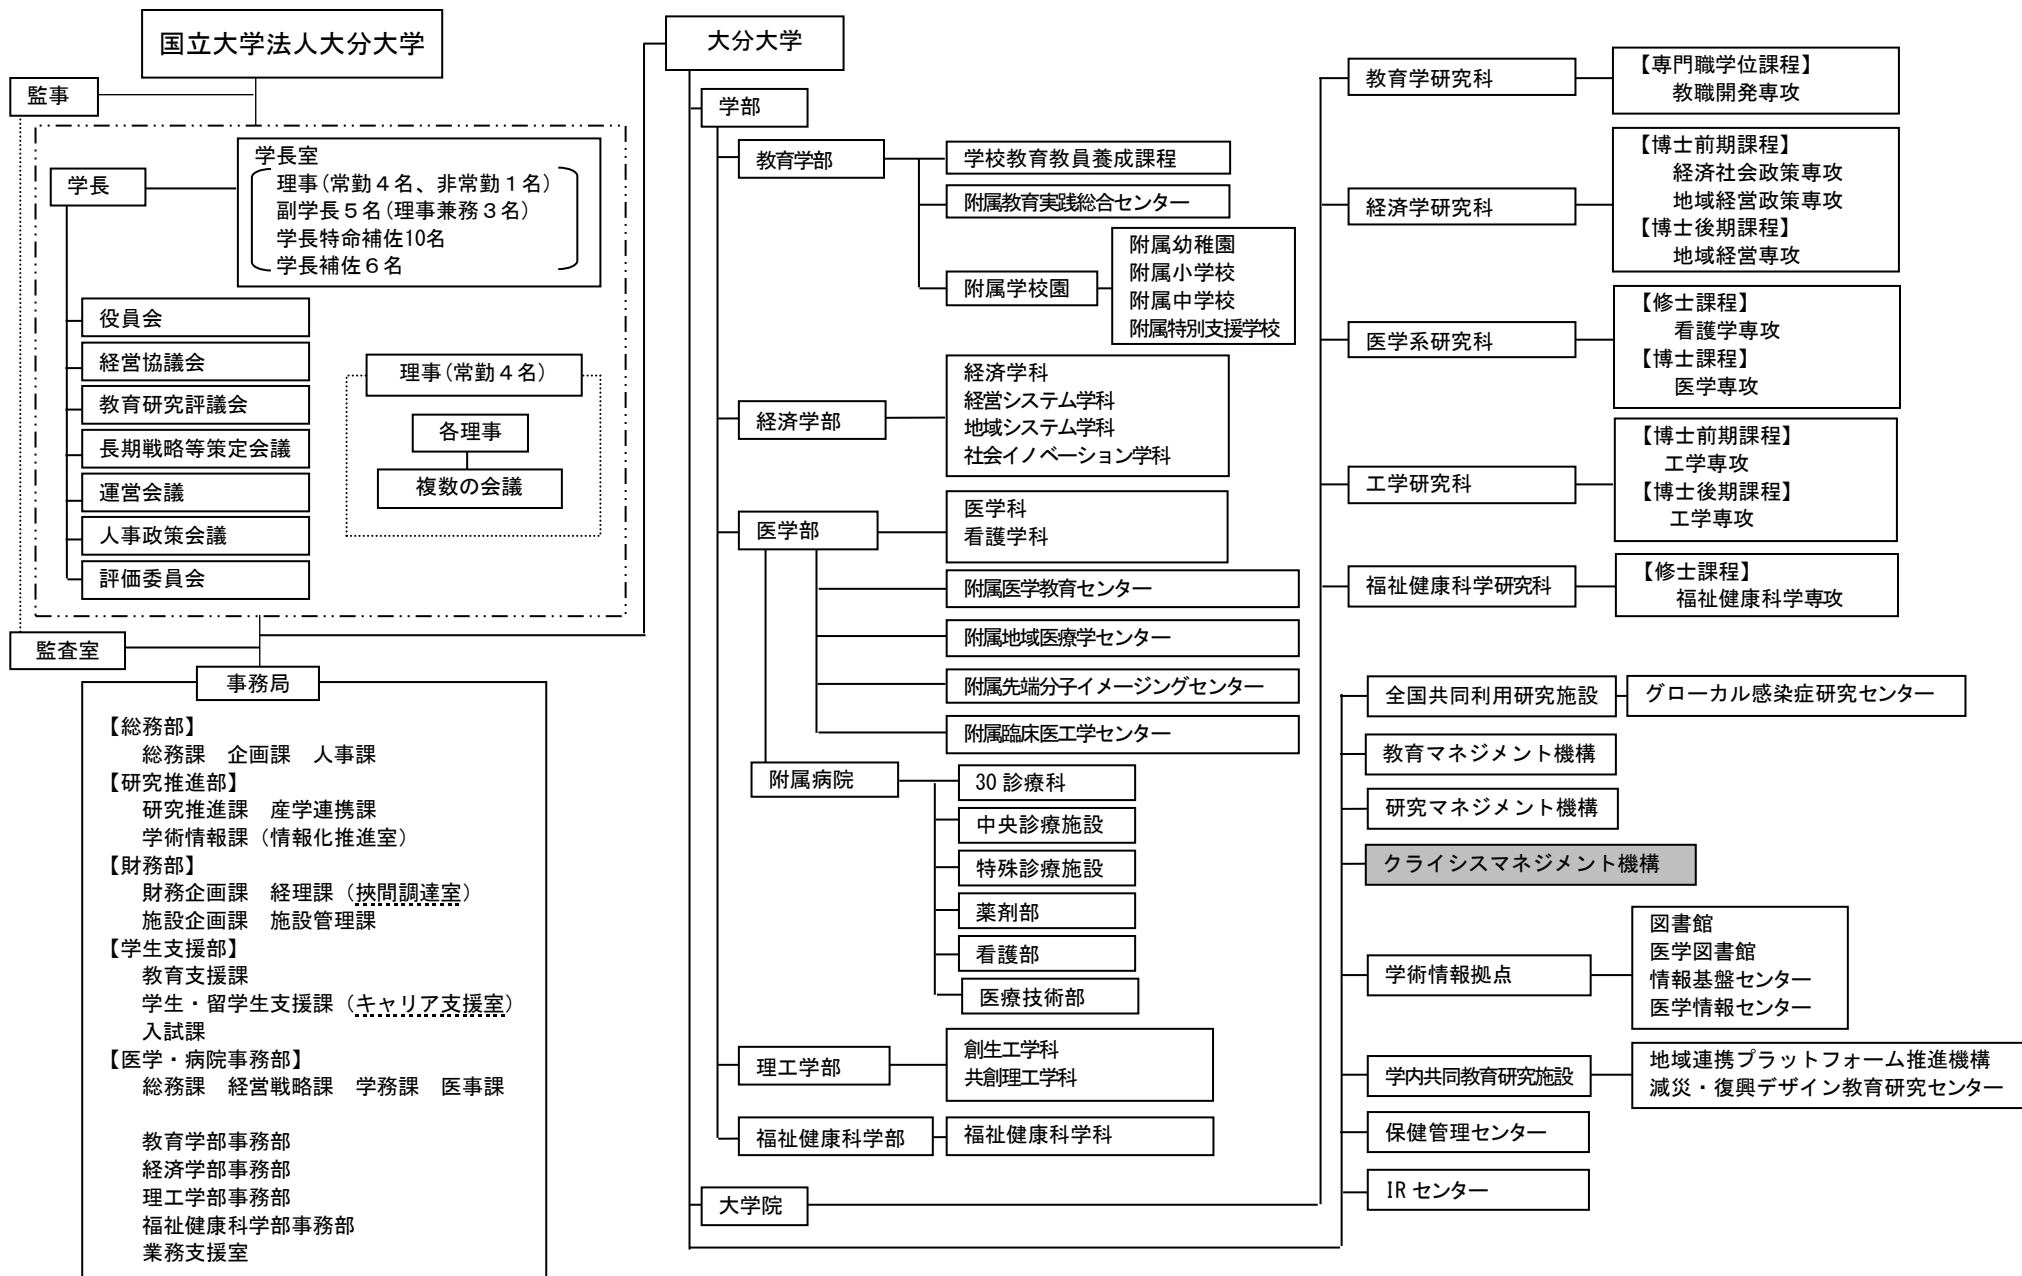 国立大学法人大分大学
監事
学長
学長室
理事(常勤４名、非常勤１名)
副学長５名(理事兼務３名)
学長特命補佐10名
学長補佐６名
役員会
経営協議会
教育研究評議会
長期戦略等策定会議
運営会議
人事政策会議
評価委員会
理事(常勤４名)
各理事
複数の会議
監査室
事務局
【総務部】
総務課　企画課　人事課
【研究推進部】
研究推進課　産学連携課
学術情報課（情報化推進室）
【財務部】
財務企画課　経理課（挾間調達室）
施設企画課　施設管理課
【学生支援部】
教育支援課
学生・留学生支援課（キャリア支援室）
入試課
【医学・病院事務部】
総務課　経営戦略課　学務課　医事課
教育学部事務部
経済学部事務部
理工学部事務部
福祉健康科学部事務部
業務支援室
大分大学
学部
教育学部
学校教育教員養成課程
附属教育実践総合センター
附属学校園
附属幼稚園
附属小学校
附属中学校
附属特別支援学校
経済学部
経済学科
経営システム学科
地域システム学科
社会イノベーション学科
医学部
医学科
看護学科
附属医学教育センター
附属地域医療学センター
附属先端分子イメージングセンター
附属臨床医工学センター
附属病院
30 診療科
中央診療施設
特殊診療施設
薬剤部
看護部
医療技術部
理工学部
創生工学科
共創理工学科
福祉健康科学部
福祉健康科学科
大学院
教育学研究科
【専門職学位課程】
教職開発専攻
経済学研究科
【博士前期課程】
経済社会政策専攻
地域経営政策専攻
【博士後期課程】
地域経営専攻
医学系研究科
【修士課程】
看護学専攻
【博士課程】
医学専攻
工学研究科
【博士前期課程】
工学専攻
【博士後期課程】
工学専攻
福祉健康科学研究科
【修士課程】
福祉健康科学専攻
全国共同利用研究施設
グローカル感染症研究センター
教育マネジメント機構
研究マネジメント機構
クライシスマネジメント機構
学術情報拠点
図書館
医学図書館
情報基盤センター
医学情報センター
学内共同教育研究施設
地域連携プラットフォーム推進機構
減災・復興デザイン教育研究センター
保健管理センター
IR センター